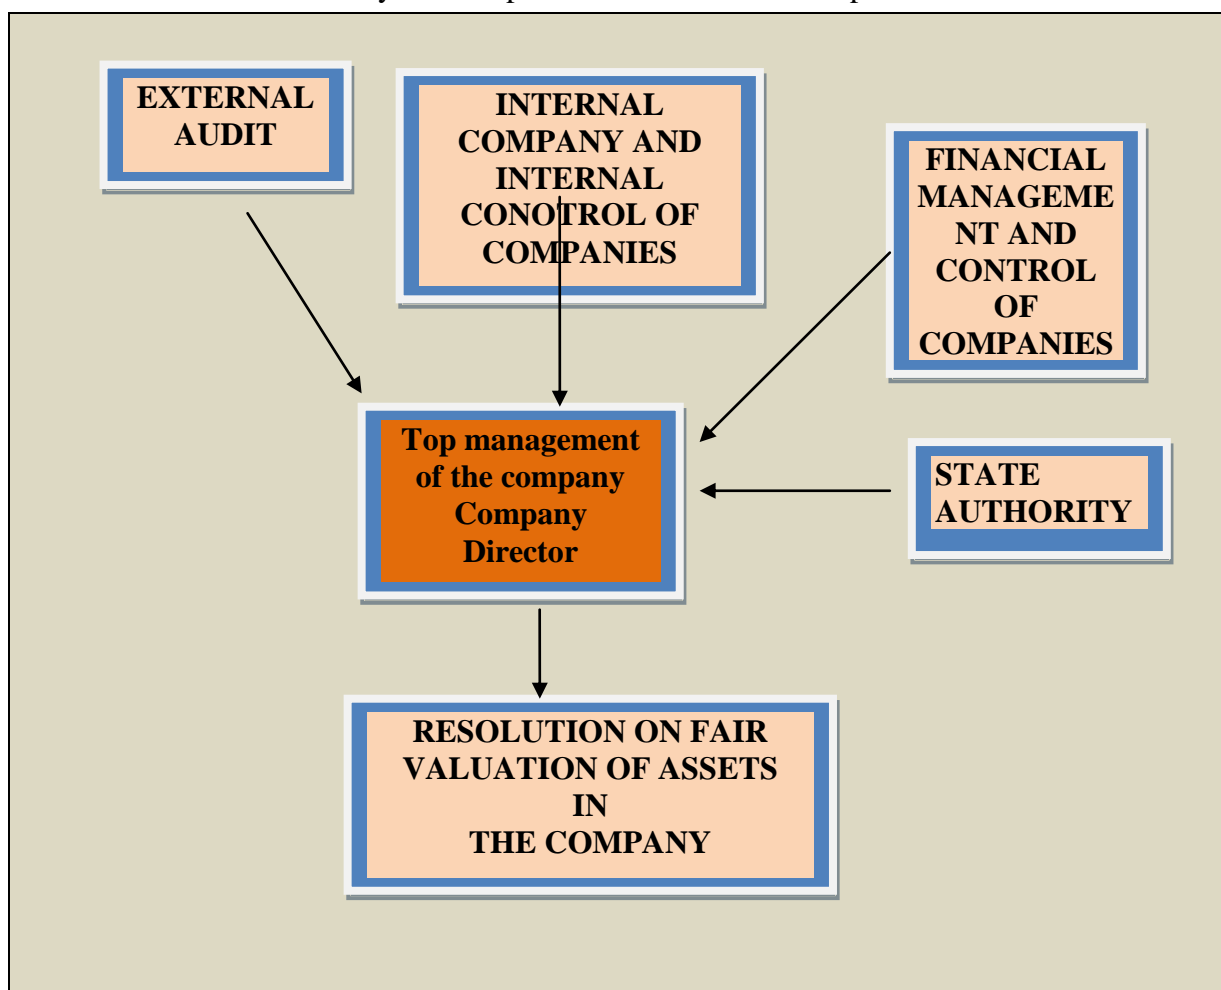 EXTERNAL
AUDIT
INTERNAL
COMPANY AND
INTERNAL
CONOTROL OF
COMPANIES
FINANCIAL
MANAGEME
NT AND
CONTROL
OF
COMPANIES
Top management
of the company
Company
Director
STATE
AUTHORITY
RESOLUTION ON FAIR
VALUATION OF ASSETS
IN
THE COMPANY